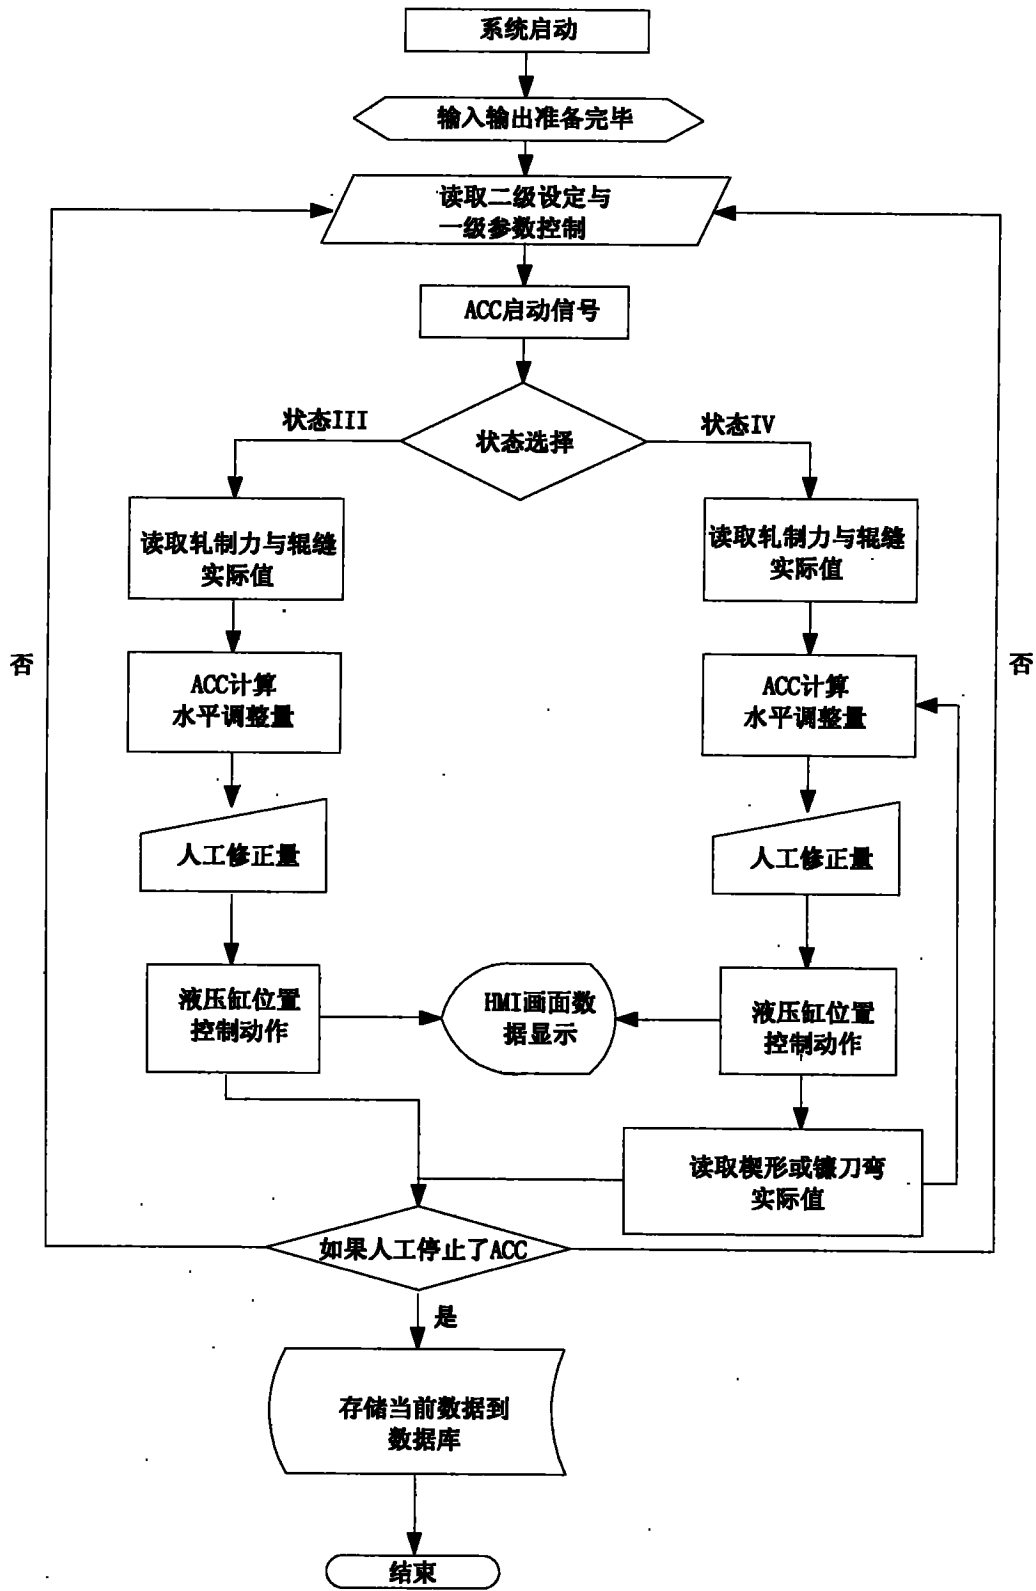 系统启动
输入输出准备完毕
读取二级设定与
一级参数控制
ACC启动信号
状态III
状态选择
状态IV
读取轧制力与辊缝
实际值
读取轧制力与辊缝
实际值
否
否
ACC计算
水平调整量
ACC计算
水平调整量
人工修正量
人工修正量
液压缸位置
控制动作
HMI画面数
据显示
液压缸位置
控制动作
读取楔形或镰刀弯
实际值
如果人工停止了ACC
是
存储当前数据到
数据库
结束